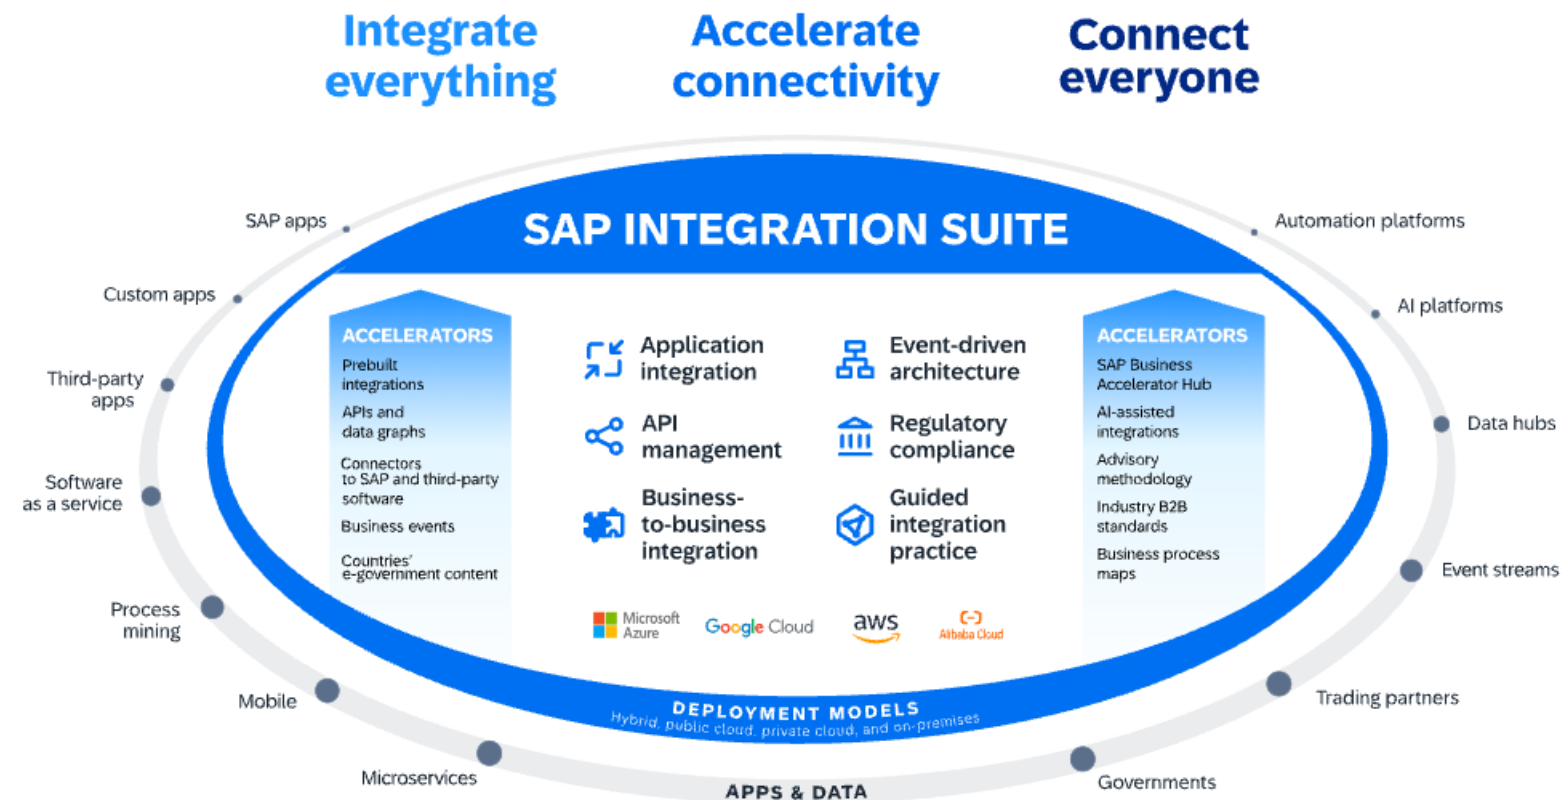 Integrate
everything
Accelerate
connectivity
Connect
everyone
SAP INTEGRATION SUITE
SAP apps
Custom apps
Third-party
apps
Software
as a service
Process
mining
Mobile
Microservices
ACCELERATORS
Prebuilt
integrations
APIs and
data graphs
Connectors
to SAP and third-party
software
Business events
Countries'
e-government content
Application
integration
API
management
Business-
to-business
integration
Event-driven
architecture
Regulatory
compliance
Guided
integration
practice
Microsoft
Azure
Google Cloud
aws
Alibaba Cloud
ACCELERATORS
SAP Business
Accelerator Hub
AI-assisted
integrations
Advisory
methodology
Industry B2B
standards
Business process
maps
Automation platforms
AI platforms
Data hubs
Event streams
Trading partners
Governments
DEPLOYMENT MODELS
Hybrid, public cloud, private cloud, and on-premises
APPS & DATA